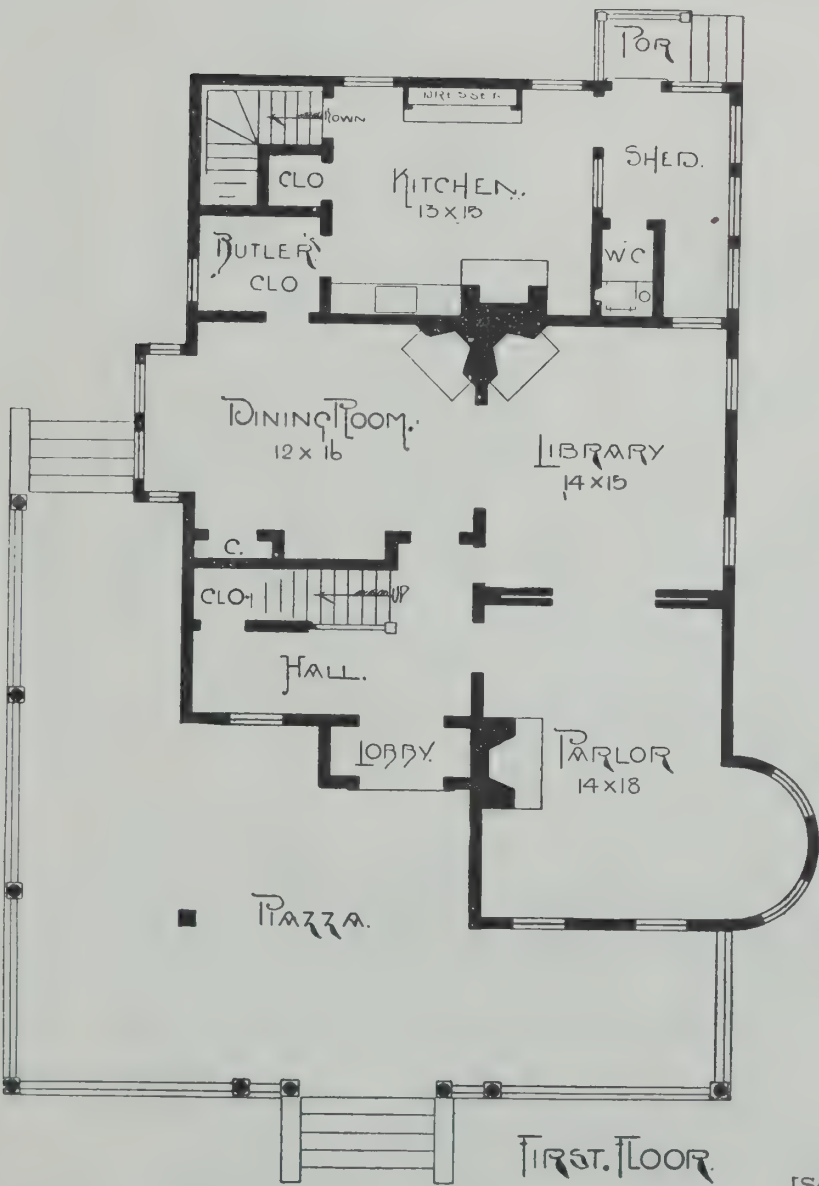 POR
DRESSER
DOWN
SHED.
CLO
KITCHEN.
13 x 15
BUTLER'S
CLO
WC
DINING ROOM.
12 x 16
LIBRARY
14 x 15
C.
CLO
UP
HALL.
LOBBY.
PARLOR
14 x 18
PIAZZA.
FIRST. FLOOR.